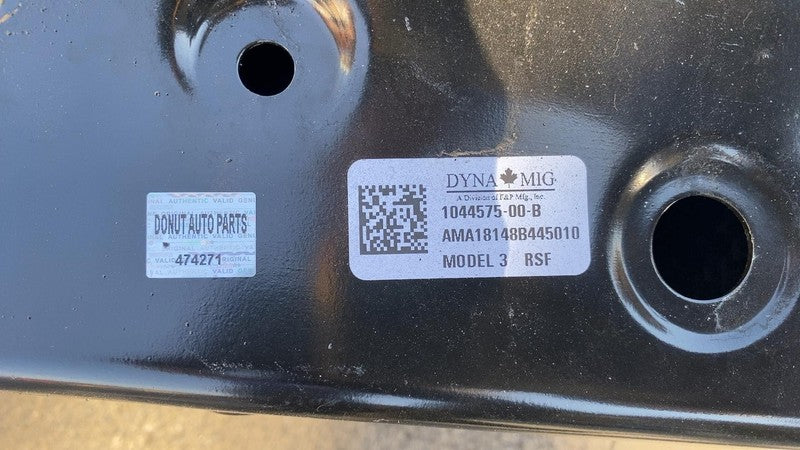 DONUT AUTO PARTS
474271
DYNA MIG
A Division of F&P Mfg., Inc.
1044575-00-B
AMA18148B445010
MODEL 3 RSF